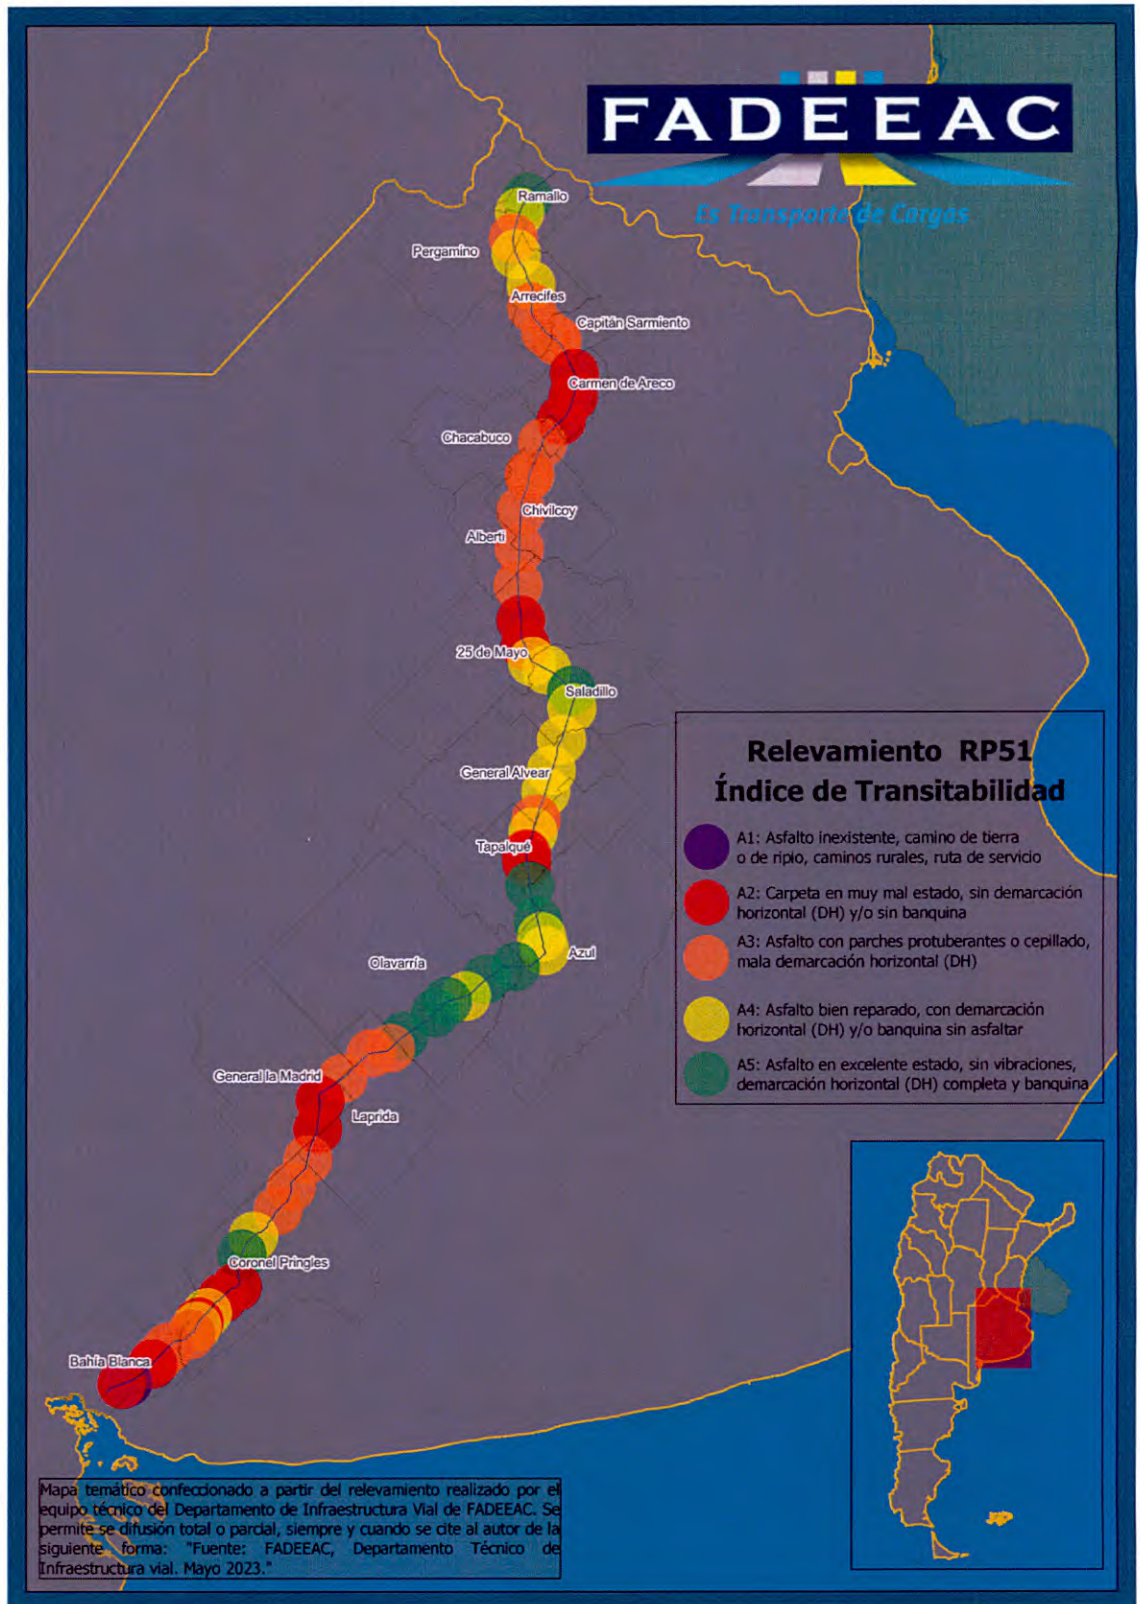 FADEEAC
Es Transporte de Cargas
Ramallo
Pergamino
Arrecifes
Capitán Sarmiento
Carmen de Areco
Chacabuco
Chivilcoy
Alberti
25 de Mayo
Saladillo
General Alvear
Tapalqué
Azul
Olavarría
General la Madrid
Laprida
Coronel Pringles
Bahía Blanca
Relevamiento RP51
Índice de Transitabilidad
A1: Asfalto inexistente, camino de tierra
o de ripio, caminos rurales, ruta de servicio
A2: Carpeta en muy mal estado, sin demarcación
horizontal (DH) y/o sin banquina
A3: Asfalto con parches protuberantes o cepillado,
mala demarcación horizontal (DH)
A4: Asfalto bien reparado, con demarcación
horizontal (DH) y/o banquina sin asfaltar
A5: Asfalto en excelente estado, sin vibraciones,
demarcación horizontal (DH) completa y banquina
Mapa temático confeccionado a partir del relevamiento realizado por el
equipo técnico del Departamento de Infraestructura Vial de FADEEAC. Se
permite se difusión total o parcial, siempre y cuando se cite al autor de la
siguiente forma: "Fuente: FADEEAC, Departamento Técnico de
Infraestructura vial. Mayo 2023."